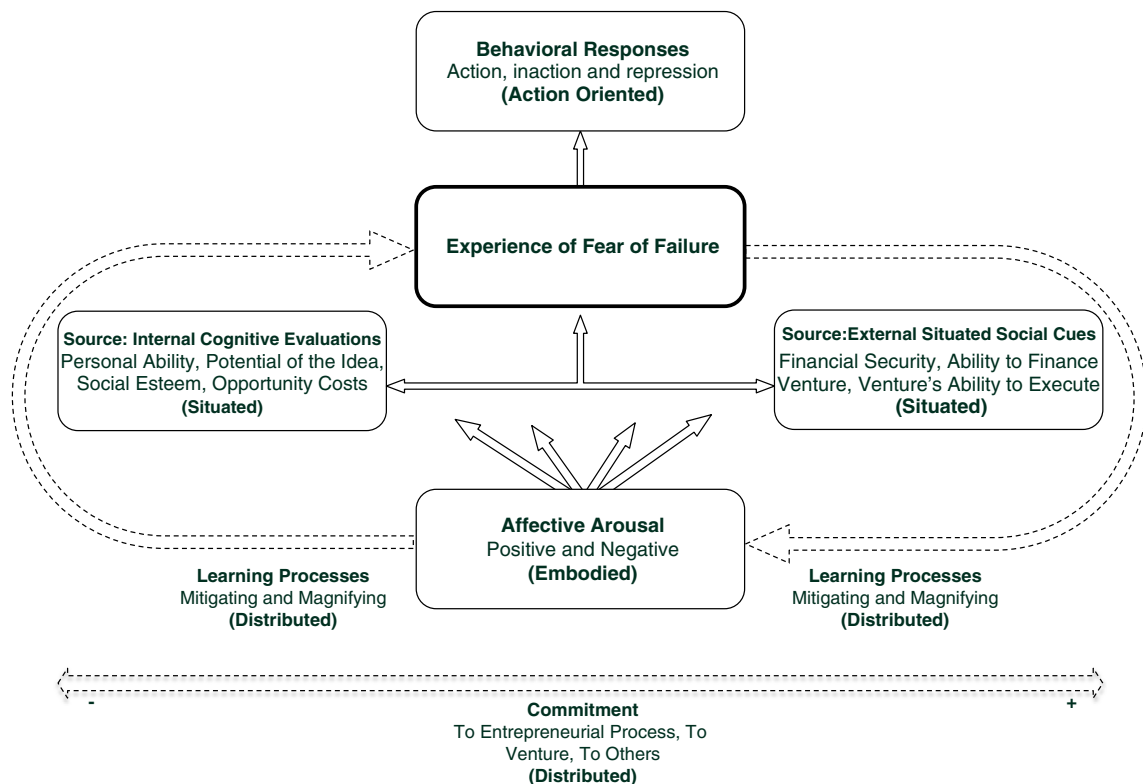 Behavioral Responses
Action, inaction and repression
(Action Oriented)
Experience of Fear of Failure
Source: Internal Cognitive Evaluations
Personal Ability, Potential of the Idea,
Social Esteem, Opportunity Costs
(Situated)
Source:External Situated Social Cues
Financial Security, Ability to Finance
Venture, Venture's Ability to Execute
(Situated)
Affective Arousal
Positive and Negative
(Embodied)
Learning Processes
Mitigating and Magnifying
(Distributed)
Learning Processes
Mitigating and Magnifying
(Distributed)
-
+
Commitment
To Entrepreneurial Process, To
Venture, To Others
(Distributed)